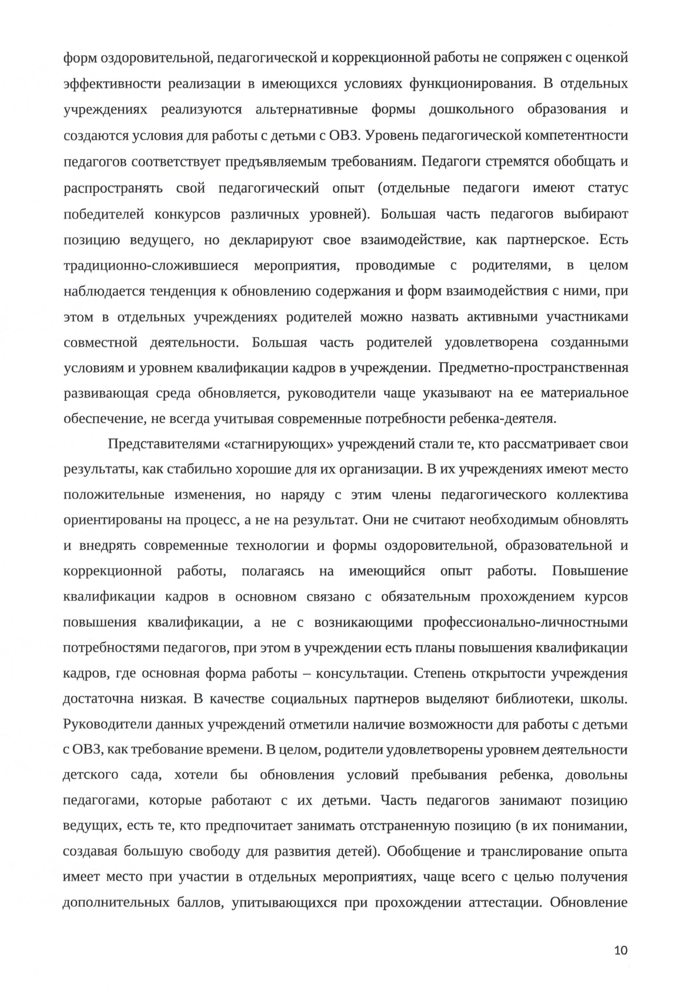 форм оздоровительной, педагогической и коррекционной работы не сопряжен с оценкой
эффективности реализации в имеющихся условиях функционирования. В отдельных
учреждениях реализуются альтернативные формы дошкольного образования и
создаются условия для работы с детьми с ОВЗ. Уровень педагогической компетентности
педагогов соответствует предъявляемым требованиям. Педагоги стремятся обобщать и
распространять свой педагогический опыт (отдельные педагоги имеют статус
победителей конкурсов различных уровней). Большая часть педагогов выбирают
позицию ведущего, но декларируют свое взаимодействие, как партнерское. Есть
традиционно-сложившиеся мероприятия, проводимые с родителями, в целом
наблюдается тенденция к обновлению содержания и форм взаимодействия с ними, при
этом в отдельных учреждениях родителей можно назвать активными участниками
совместной деятельности. Большая часть родителей удовлетворена созданными
условиям и уровнем квалификации кадров в учреждении. Предметно-пространственная
развивающая среда обновляется, руководители чаще указывают на ее материальное
обеспечение, не всегда учитывая современные потребности ребенка-деятеля.
Представителями «стагнирующих» учреждений стали те, кто рассматривает свои
результаты, как стабильно хорошие для их организации. В их учреждениях имеют место
положительные изменения, но наряду с этим члены педагогического коллектива
ориентированы на процесс, а не на результат. Они не считают необходимым обновлять
и внедрять современные технологии и формы оздоровительной, образовательной и
коррекционной работы, полагаясь на имеющийся опыт работы. Повышение
квалификации кадров в основном связано с обязательным прохождением курсов
повышения квалификации, а не с возникающими профессионально-личностными
потребностями педагогов, при этом в учреждении есть планы повышения квалификации
кадров, где основная форма работы – консультации. Степень открытости учреждения
достаточна низкая. В качестве социальных партнеров выделяют библиотеки, школы.
Руководители данных учреждений отметили наличие возможности для работы с детьми
с ОВЗ, как требование времени. В целом, родители удовлетворены уровнем деятельности
детского сада, хотели бы обновления условий пребывания ребенка, довольны
педагогами, которые работают с их детьми. Часть педагогов занимают позицию
ведущих, есть те, кто предпочитает занимать отстраненную позицию (в их понимании,
создавая большую свободу для развития детей). Обобщение и транслирование опыта
имеет место при участии в отдельных мероприятиях, чаще всего с целью получения
дополнительных баллов, упитывающихся при прохождении аттестации. Обновление
10